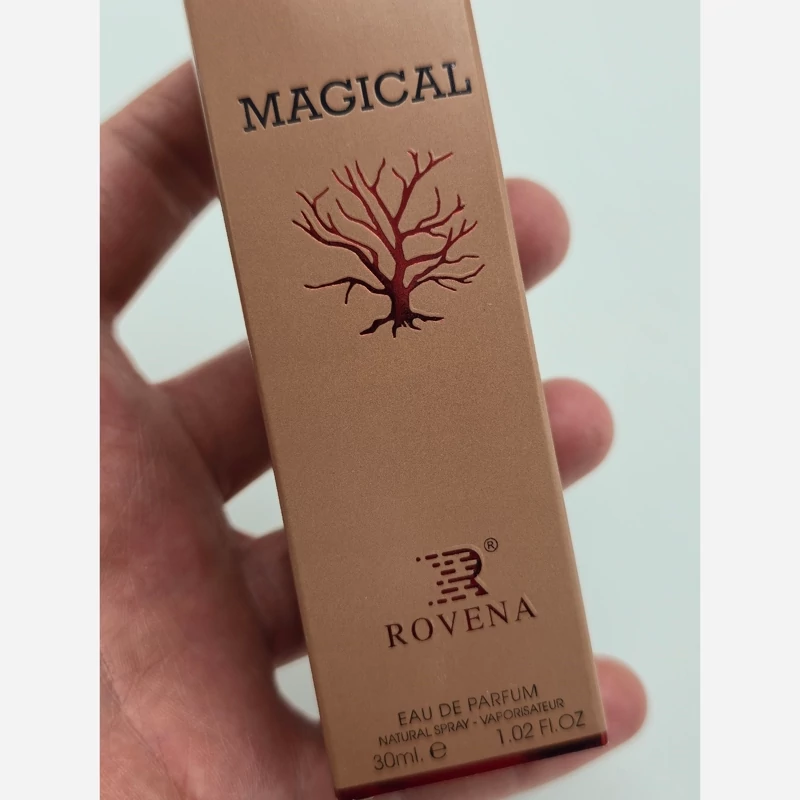 MAGICAL
R®
ROVENA
EAU DE PARFUM
NATURAL SPRAY - VAPORISATEUR
30ml. ℮ 1.02 Fl.OZ